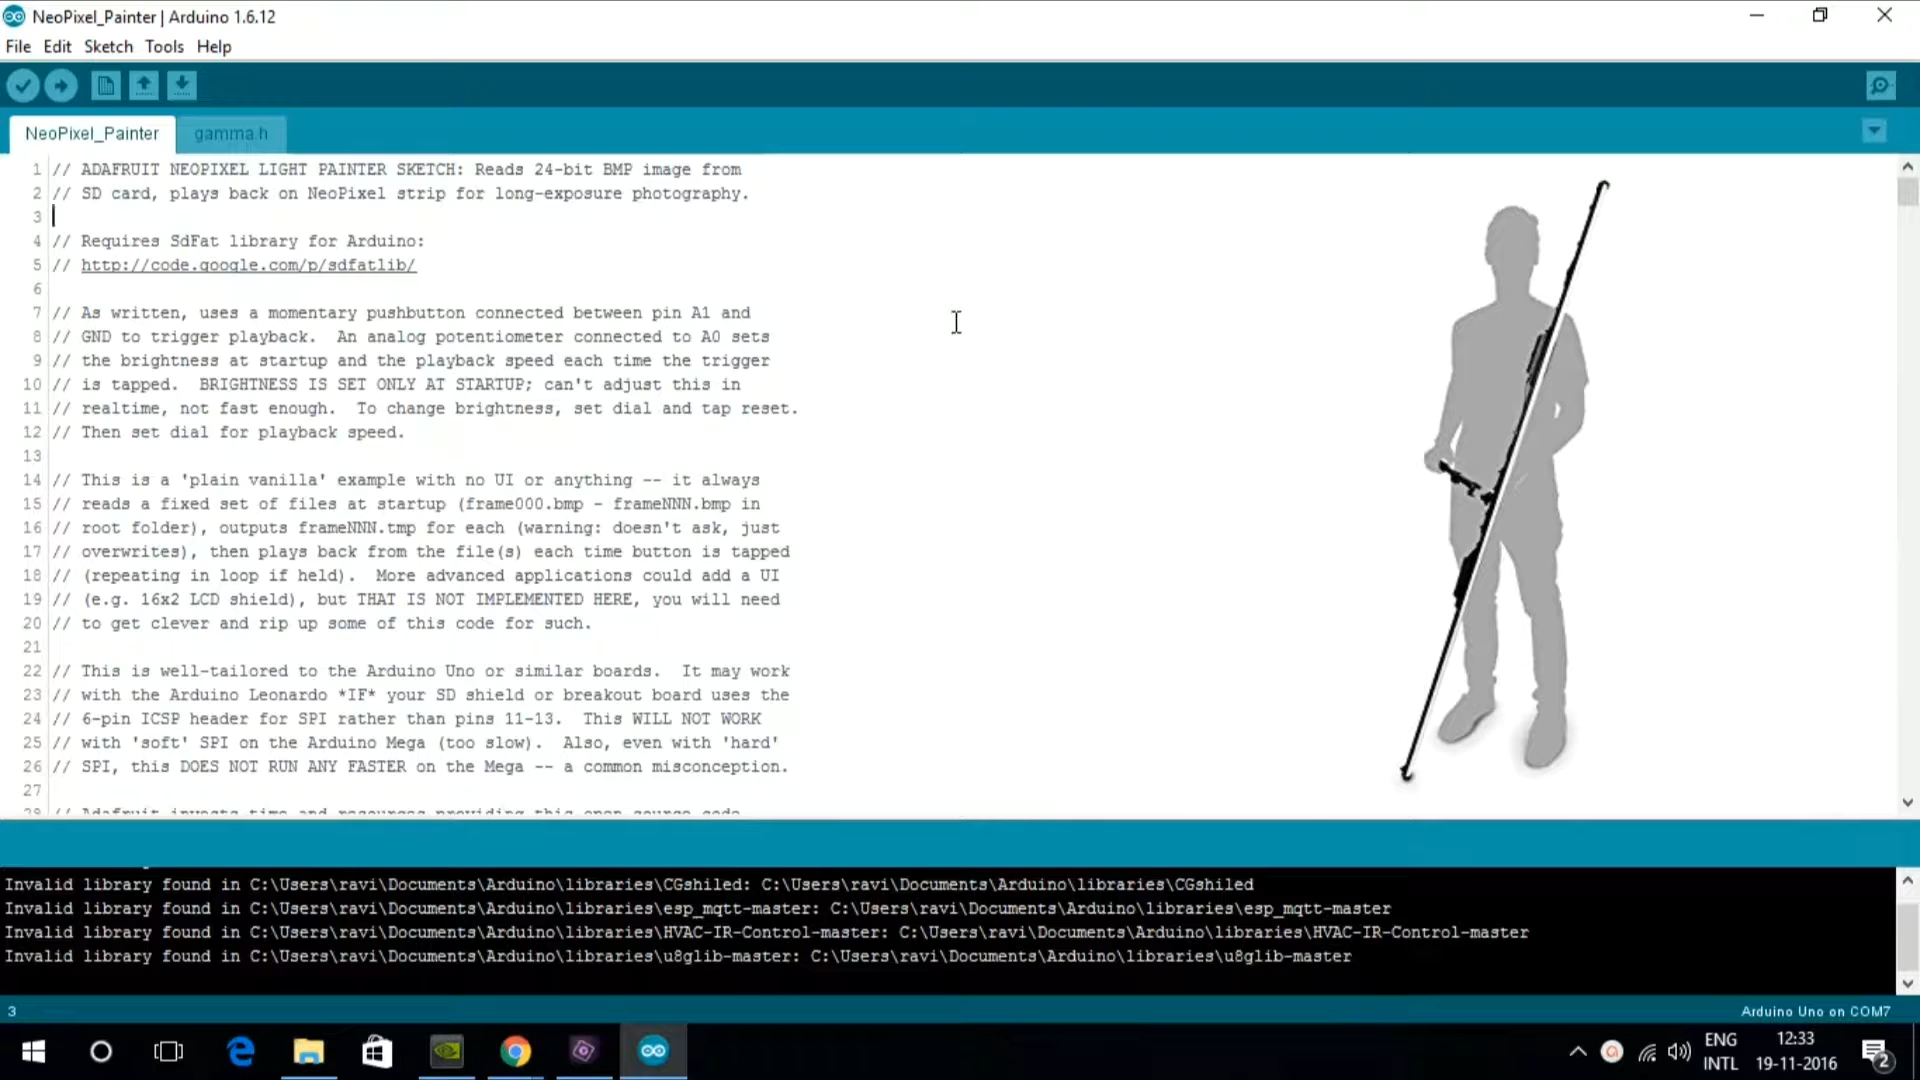 NeoPixel_Painter | Arduino 1.6.12
File Edit Sketch Tools Help
NeoPixel_Painter gamma.h
1 // ADAFRUIT NEOPIXEL LIGHT PAINTER SKETCH: Reads 24-bit BMP image from
2 // SD card, plays back on NeoPixel strip for long-exposure photography.
3
4 // Requires SdFat library for Arduino:
5 // http://code.google.com/p/sdfatlib/
6
7 // As written, uses a momentary pushbutton connected between pin A1 and
8 // GND to trigger playback.  An analog potentiometer connected to A0 sets
9 // the brightness at startup and the playback speed each time the trigger
10 // is tapped.  BRIGHTNESS IS SET ONLY AT STARTUP; can't adjust this in
11 // realtime, not fast enough.  To change brightness, set dial and tap reset.
12 // Then set dial for playback speed.
13
14 // This is a 'plain vanilla' example with no UI or anything -- it always
15 // reads a fixed set of files at startup (frame000.bmp - frameNNN.bmp in
16 // root folder), outputs frameNNN.tmp for each (warning: doesn't ask, just
17 // overwrites), then plays back from the file(s) each time button is tapped
18 // (repeating in loop if held).  More advanced applications could add a UI
19 // (e.g. 16x2 LCD shield), but THAT IS NOT IMPLEMENTED HERE, you will need
20 // to get clever and rip up some of this code for such.
21
22 // This is well-tailored to the Arduino Uno or similar boards.  It may work
23 // with the Arduino Leonardo *IF* your SD shield or breakout board uses the
24 // 6-pin ICSP header for SPI rather than pins 11-13.  This WILL NOT WORK
25 // with 'soft' SPI on the Arduino Mega (too slow).  Also, even with 'hard'
26 // SPI, this DOES NOT RUN ANY FASTER on the Mega -- a common misconception.
27
28 // Adafruit invests time and resources providing this open source code,
Invalid library found in C:\Users\ravi\Documents\Arduino\libraries\CGshiled: C:\Users\ravi\Documents\Arduino\libraries\CGshiled
Invalid library found in C:\Users\ravi\Documents\Arduino\libraries\esp_mqtt-master: C:\Users\ravi\Documents\Arduino\libraries\esp_mqtt-master
Invalid library found in C:\Users\ravi\Documents\Arduino\libraries\HVAC-IR-Control-master: C:\Users\ravi\Documents\Arduino\libraries\HVAC-IR-Control-master
Invalid library found in C:\Users\ravi\Documents\Arduino\libraries\u8glib-master: C:\Users\ravi\Documents\Arduino\libraries\u8glib-master
3 Arduino Uno on COM7
ENG 12:33
INTL 19-11-2016 2